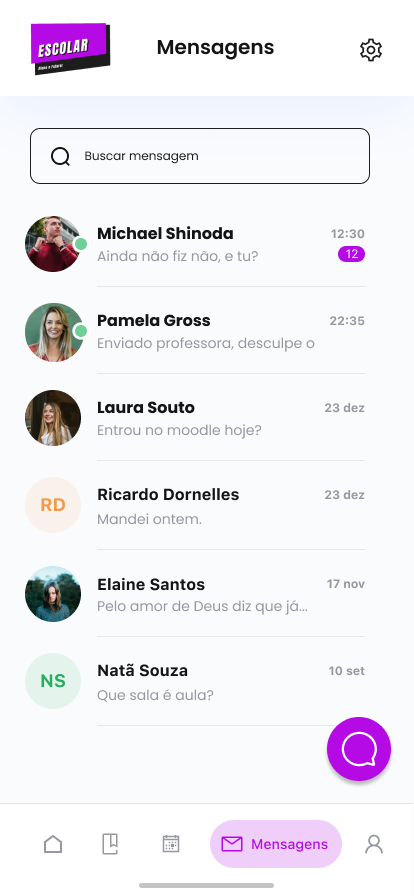 ESCOLAR
Mensagens
Buscar mensagem
Michael Shinoda 12:30
Ainda não fiz não, e tu? 12
Pamela Gross 22:35
Enviado professora, desculpe o
Laura Souto 23 dez
Entrou no moodle hoje?
RD Ricardo Dornelles 23 dez
Mandei ontem.
Elaine Santos 17 nov
Pelo amor de Deus diz que já...
NS Natã Souza 10 set
Que sala é aula?
Mensagens